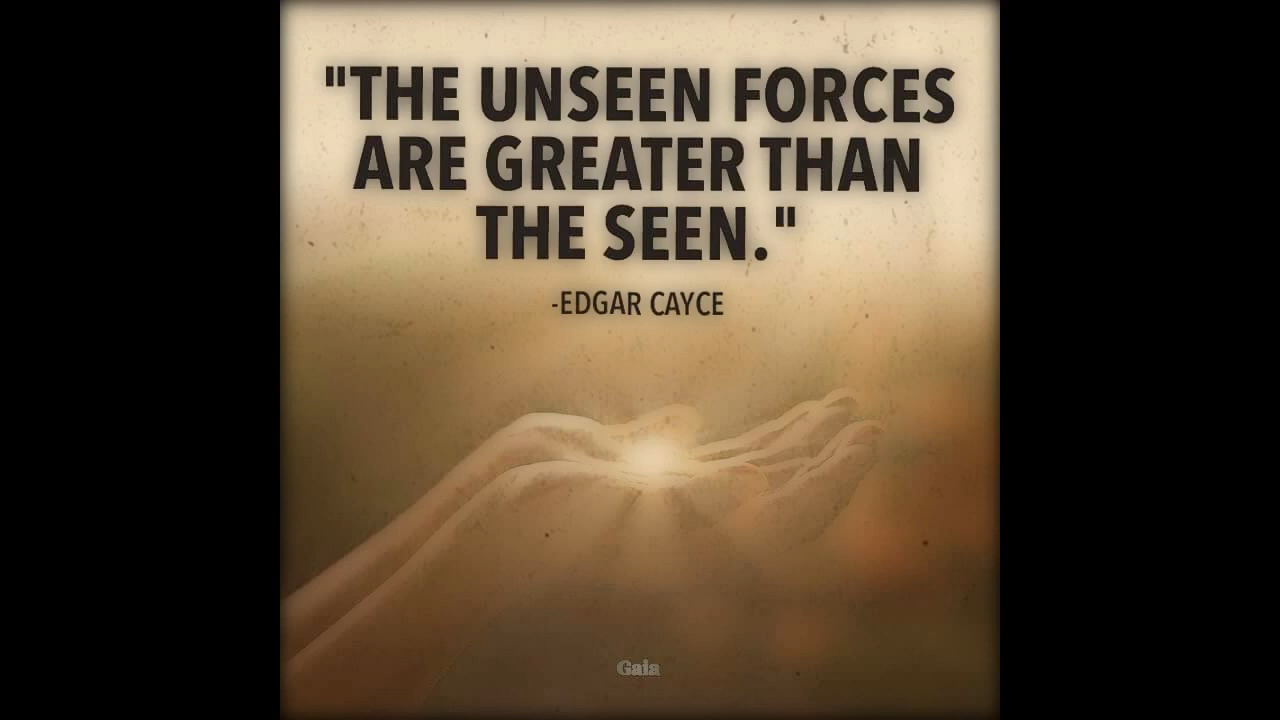 "THE UNSEEN FORCES
ARE GREATER THAN
THE SEEN."
-EDGAR CAYCE
Gaia